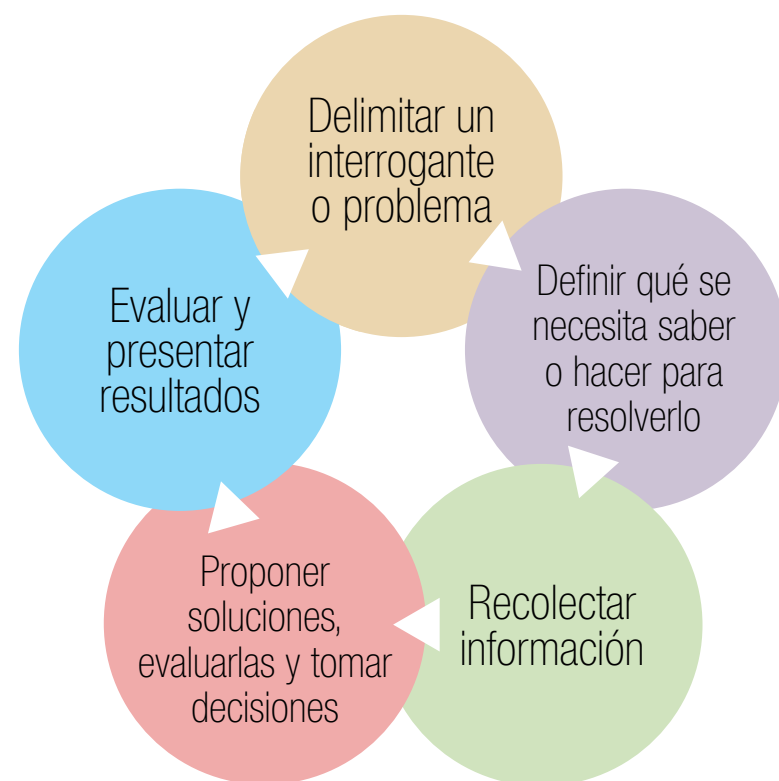 Delimitar un
interrogante
o problema
Definir qué se
necesita saber
o hacer para
resolverlo
Recolectar
información
Proponer
soluciones,
evaluarlas y tomar
decisiones
Evaluar y
presentar
resultados